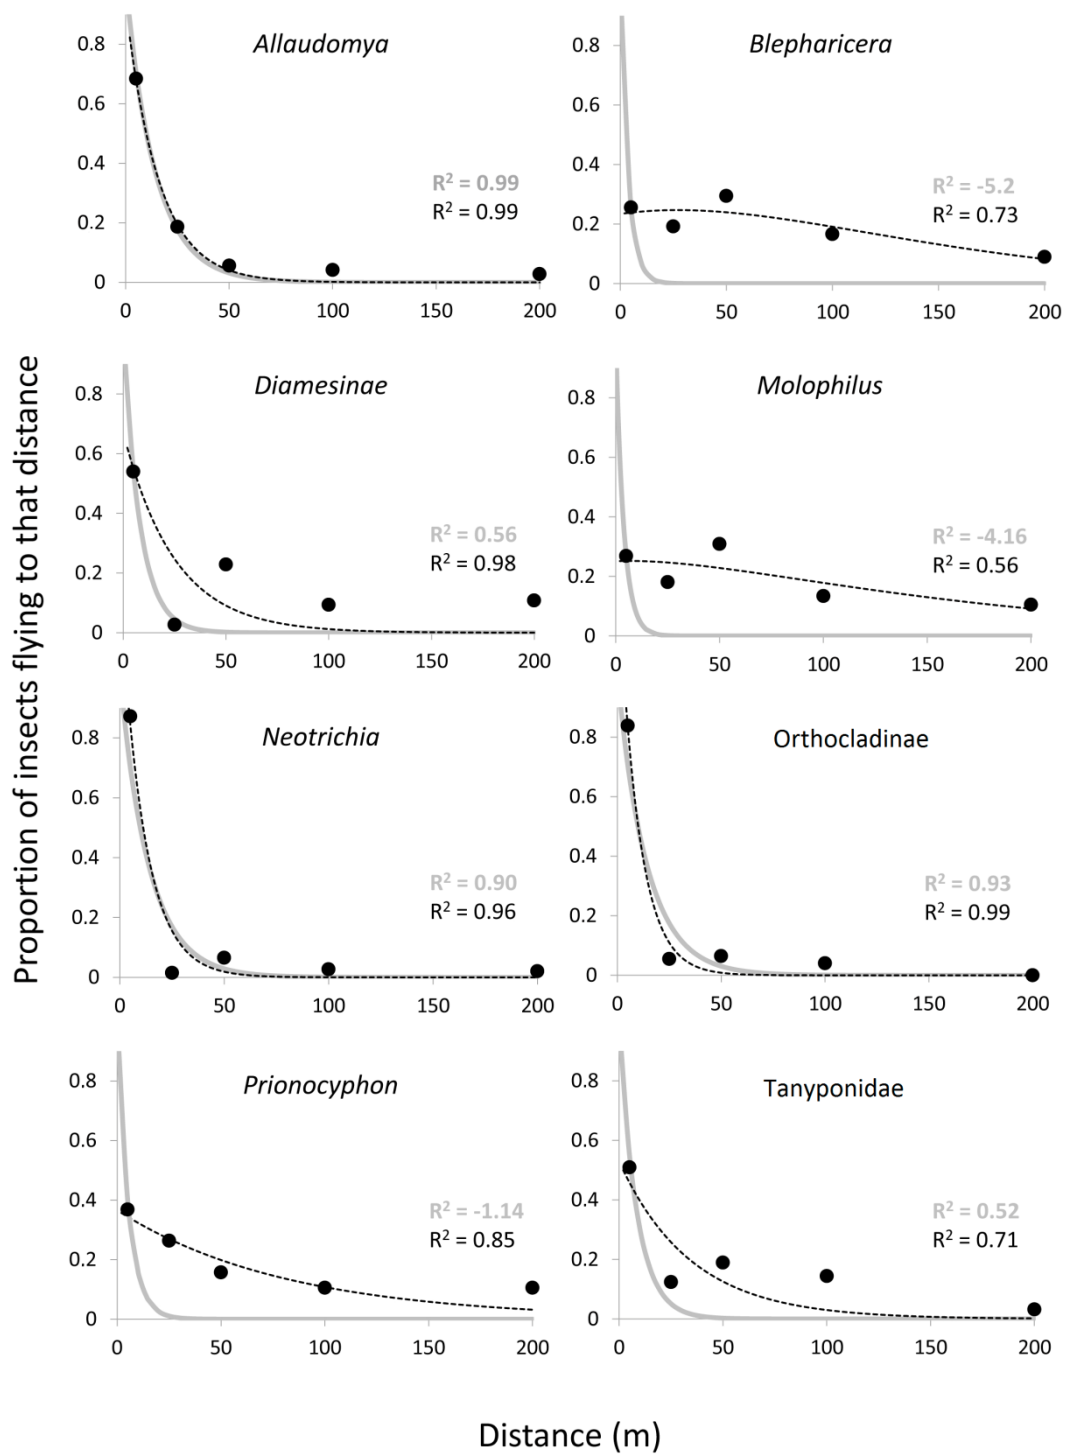 Proportion of insects flying to that distance
Allaudomya
0.8
0.6
0.4
0.2
0
R² = 0.99
R² = 0.99
0 50 100 150 200
Blepharicera
0.8
0.6
0.4
0.2
0
R² = -5.2
R² = 0.73
0 50 100 150 200
Diamesinae
0.8
0.6
0.4
0.2
0
R² = 0.56
R² = 0.98
0 50 100 150 200
Molophilus
0.8
0.6
0.4
0.2
0
R² = -4.16
R² = 0.56
0 50 100 150 200
Neotrichia
0.8
0.6
0.4
0.2
0
R² = 0.90
R² = 0.96
0 50 100 150 200
Orthocladinae
0.8
0.6
0.4
0.2
0
R² = 0.93
R² = 0.99
0 50 100 150 200
Prionocyphon
0.8
0.6
0.4
0.2
0
R² = -1.14
R² = 0.85
0 50 100 150 200
Tanyponidae
0.8
0.6
0.4
0.2
0
R² = 0.52
R² = 0.71
0 50 100 150 200
Distance (m)